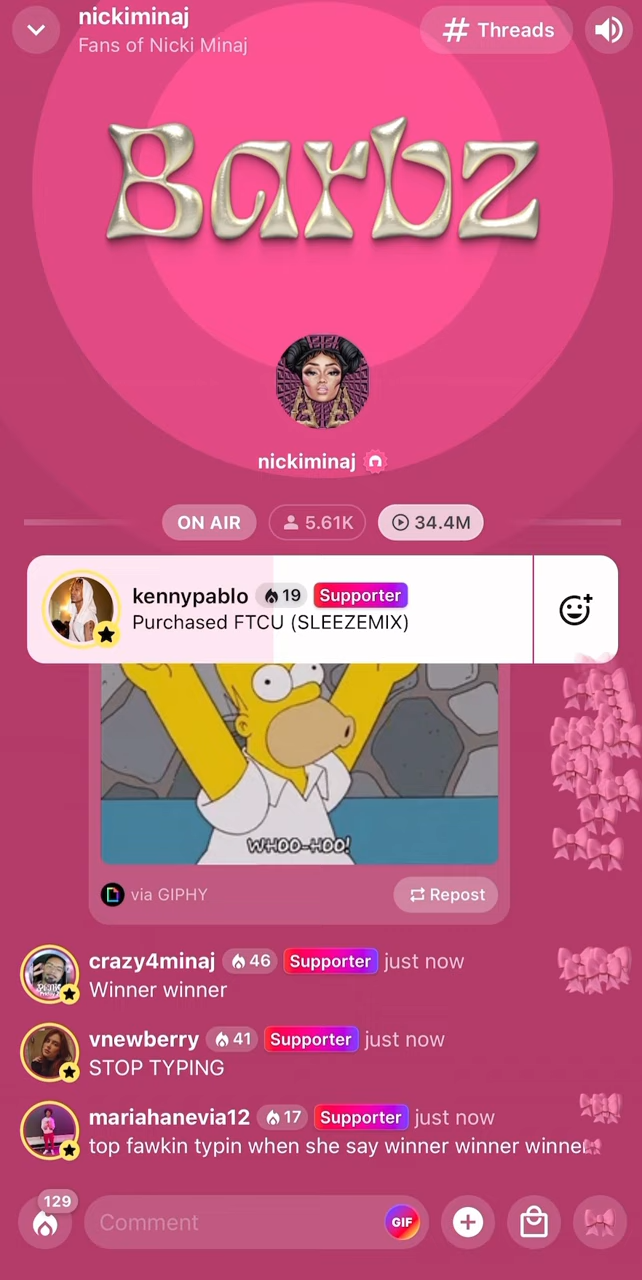 nickiminaj
Fans of Nicki Minaj
# Threads
Barbz
nickiminaj
ON AIR
5.61K
34.4M
kennypablo 19 Supporter
Purchased FTCU (SLEEZEMIX)
WHOO-HOO!
via GIPHY
Repost
crazy4minaj 46 Supporter just now
Winner winner
vnewberry 41 Supporter just now
STOP TYPING
mariahanevia12 17 Supporter just now
top fawkin typin when she say winner winner winner
129
Comment
GIF